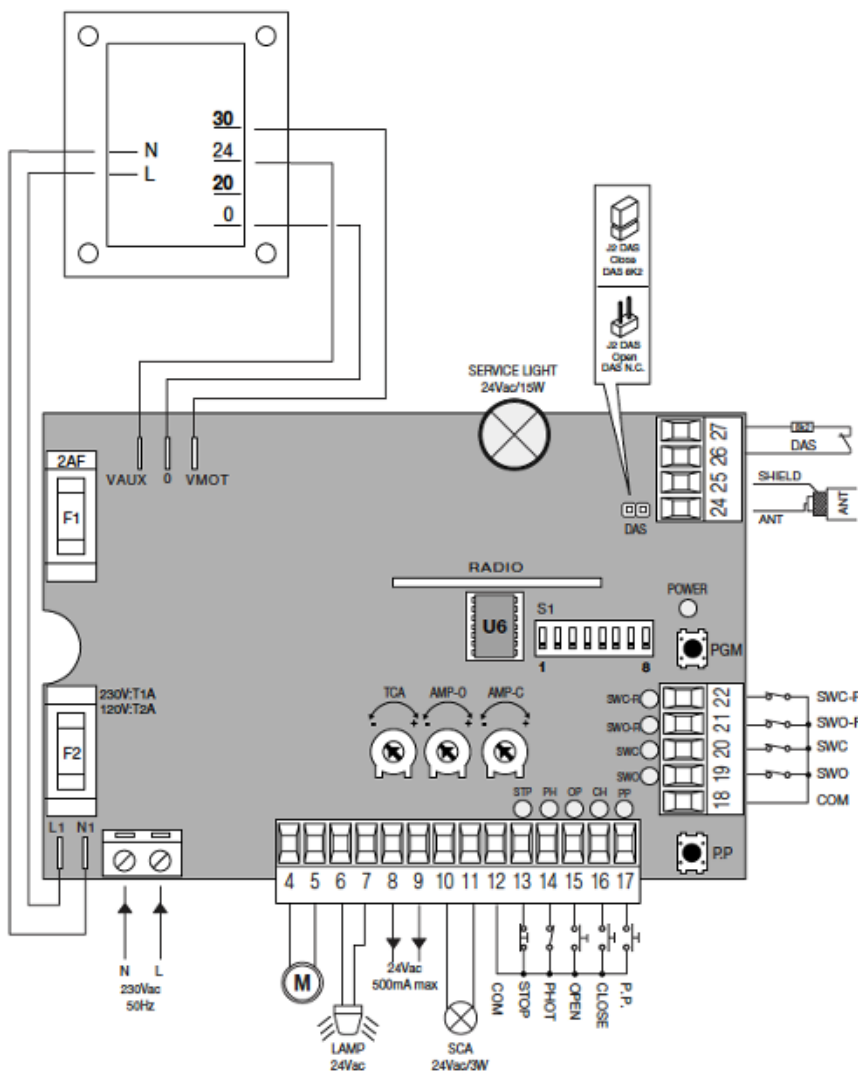 30
N
24
L
20
0
J2 DAS
Close
DAS 8K2
J2 DAS
Open
DAS N.C.
SERVICE LIGHT
24Vac/15W
2AF
F1
VAUX
0
VMOT
27
26
25
24
8K2
DAS
SHIELD
ANT
ANT
DAS
RADIO
U6
S1
1
8
POWER
PGM
230V:T1A
120V:T2A
F2
TCA
AMP-O
AMP-C
-
+
-
+
-
+
SWC-R
SWO-R
SWC
SWO
22
21
20
19
18
SWC-R
SWO-R
SWC
SWO
COM
STP
PH
OP
CH
PP
P.P
L1
N1
4
5
6
7
8
9
10
11
12
13
14
15
16
17
N
L
230Vac
50Hz
M
LAMP
24Vac
24Vac
500mA max
SCA
24Vac/3W
COM
STOP
PHOT
OPEN
CLOSE
P.P.